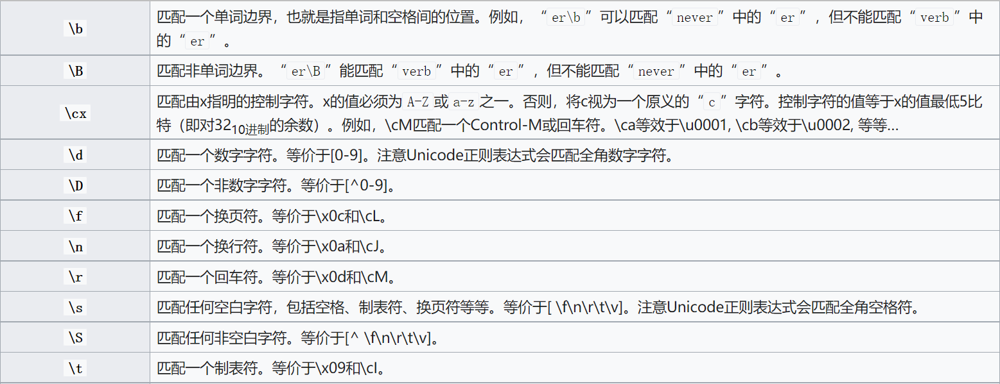 \b
匹配一个单词边界，也就是指单词和空格间的位置。例如，“er\b”可以匹配“never”中的“er”，但不能匹配“verb”中
的“er”。
\B
匹配非单词边界。“er\B”能匹配“verb”中的“er”，但不能匹配“never”中的“er”。
\cx
匹配由x指明的控制字符。x的值必须为A-Z或a-z之一。否则，将c视为一个原义的“c”字符。控制字符的值等于x的值最低5比
特（即对32₁₀进制的余数）。例如，\cM匹配一个Control-M或回车符。\ca等效于\u0001, \cb等效于\u0002, 等等...
\d
匹配一个数字字符。等价于[0-9]。注意Unicode正则表达式会匹配全角数字字符。
\D
匹配一个非数字字符。等价于[^0-9]。
\f
匹配一个换页符。等价于\x0c和\cL。
\n
匹配一个换行符。等价于\x0a和\cJ。
\r
匹配一个回车符。等价于\x0d和\cM。
\s
匹配任何空白字符，包括空格、制表符、换页符等等。等价于[ \f\n\r\t\v]。注意Unicode正则表达式会匹配全角空格符。
\S
匹配任何非空白字符。等价于[^ \f\n\r\t\v]。
\t
匹配一个制表符。等价于\x09和\cI。